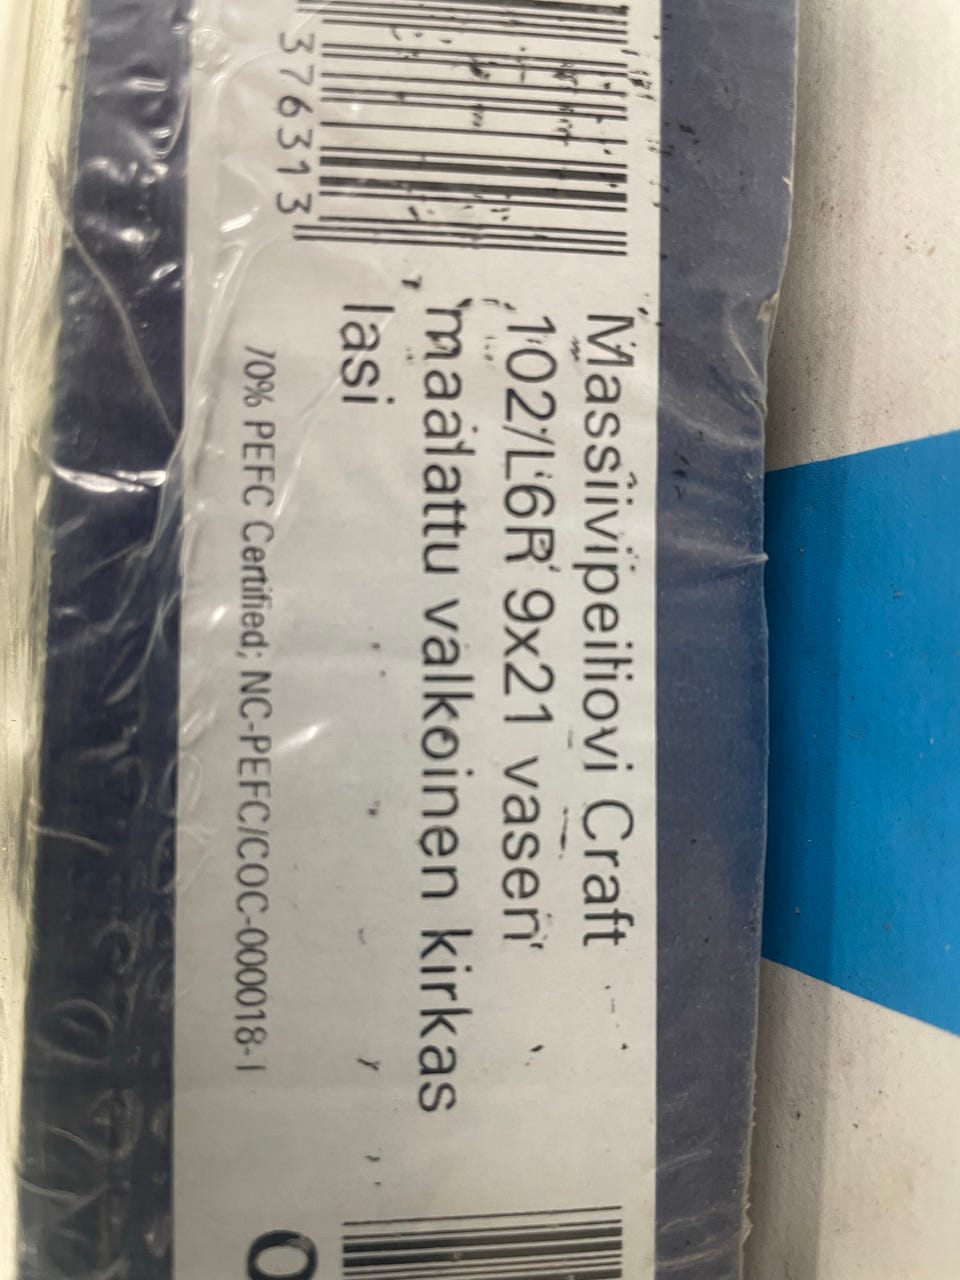 Massiivipeiliovi Craft
102/L6R 9x21 vasen
maalattu valkoinen kirkas
lasi
70% PEFC Certified; NC-PEFC/COC-000018-1
376313
0